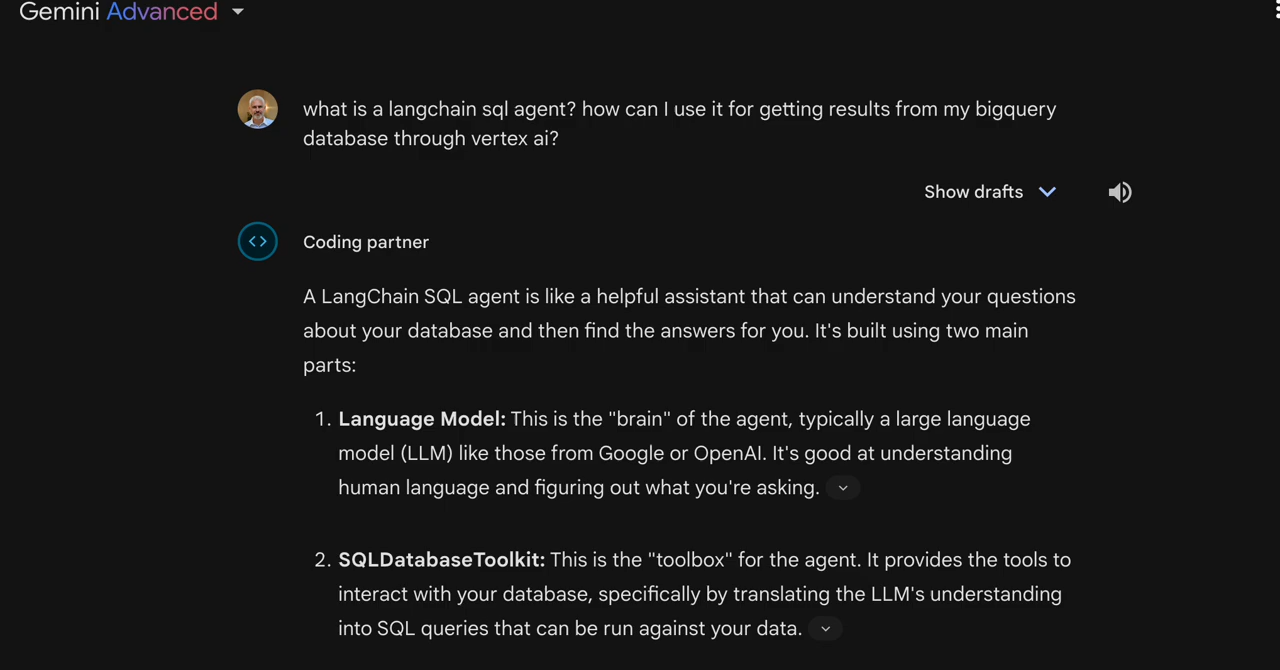 Gemini Advanced
what is a langchain sql agent? how can I use it for getting results from my bigquery
database through vertex ai?
Show drafts
Coding partner
A LangChain SQL agent is like a helpful assistant that can understand your questions
about your database and then find the answers for you. It's built using two main
parts:
1. Language Model: This is the "brain" of the agent, typically a large language
model (LLM) like those from Google or OpenAI. It's good at understanding
human language and figuring out what you're asking.
2. SQLDatabaseToolkit: This is the "toolbox" for the agent. It provides the tools to
interact with your database, specifically by translating the LLM's understanding
into SQL queries that can be run against your data.